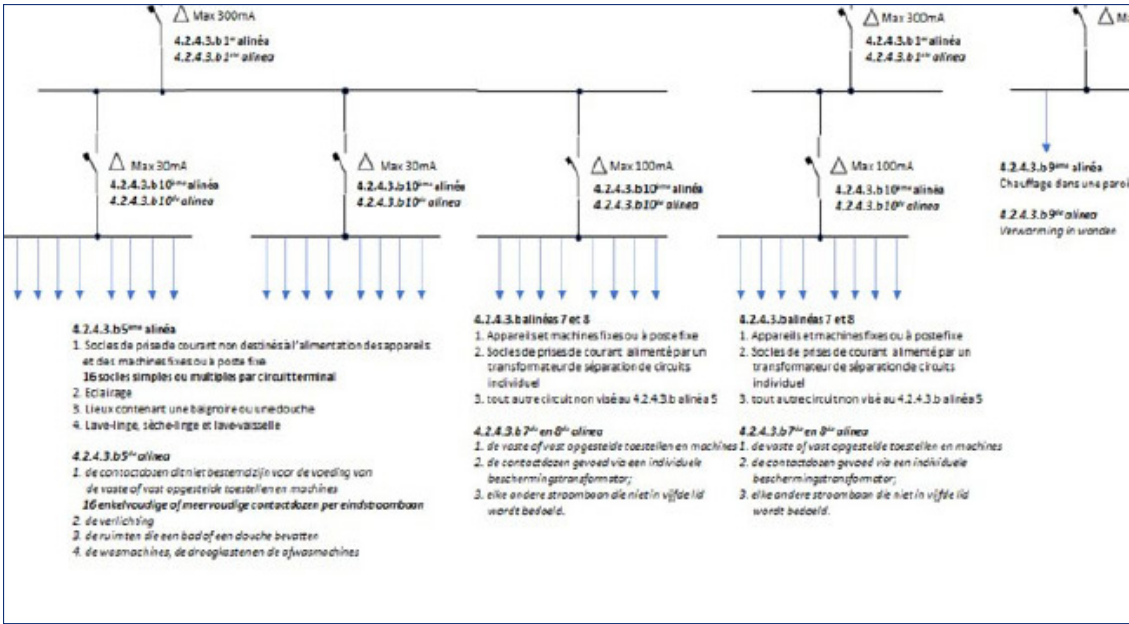 Max 300mA
4.2.4.3.b 1er alinéa
4.2.4.3.b 1ste alinea
Max 300mA
4.2.4.3.b 1er alinéa
4.2.4.3.b 1ste alinea
Max 30mA
4.2.4.3.b 10ème alinéa
4.2.4.3.b 10de alinea
Max 30mA
4.2.4.3.b 10ème alinéa
4.2.4.3.b 10de alinea
Max 100mA
4.2.4.3.b 10ème alinéa
4.2.4.3.b 10de alinea
Max 100mA
4.2.4.3.b 10ème alinéa
4.2.4.3.b 10de alinea
4.2.4.3.b 9ème alinéa
Chauffage dans une paroi
4.2.4.3.b 9de alinea
Verwarming in wanden
4.2.4.3.b 5ème alinéa
1. Socles de prise de courant non destinés à l'alimentation des appareils
et des machines fixes ou à poste fixe
16 socles simples ou multiples par circuit terminal
2. Eclairage
3. Lieux contenant une baignoire ou une douche
4. Lave-linge, sèche-linge et lave-vaisselle
4.2.4.3.b 5de alinea
1. de contactdozen dit niet bestemd zijn voor de voeding van
de vaste of vast opgestelde toestellen en machines
16 enkelvoudige of meervoudige contactdozen per eindstroombaan
2. de verlichting
3. de ruimten die een bad of een douche bevatten
4. de wasmachines, de droogkasten en de afwasmachines
4.2.4.3.b alinéas 7 et 8
1. Appareils et machines fixes ou à poste fixe
2. Socles de prises de courant alimenté par un
transformateur de séparation de circuits
individuel
3. tout autre circuit non visé au 4.2.4.3.b alinéa 5
4.2.4.3.b 7de en 8ste alinea
1. de vaste of vast opgestelde toestellen en machines
2. de contactdozen gevoed via een individuele
beschermingstransformator;
3. elke andere stroombaan die niet in vijfde lid
wordt bedoeld.
4.2.4.3.b alinéas 7 et 8
1. Appareils et machines fixes ou à poste fixe
2. Socles de prises de courant alimenté par un
transformateur de séparation de circuits
individuel
3. tout autre circuit non visé au 4.2.4.3.b alinéa 5
4.2.4.3.b 7de en 8ste alinea
1. de vaste of vast opgestelde toestellen en machines
2. de contactdozen gevoed via een individuele
beschermingstransformator;
3. elke andere stroombaan die niet in vijfde lid
wordt bedoeld.